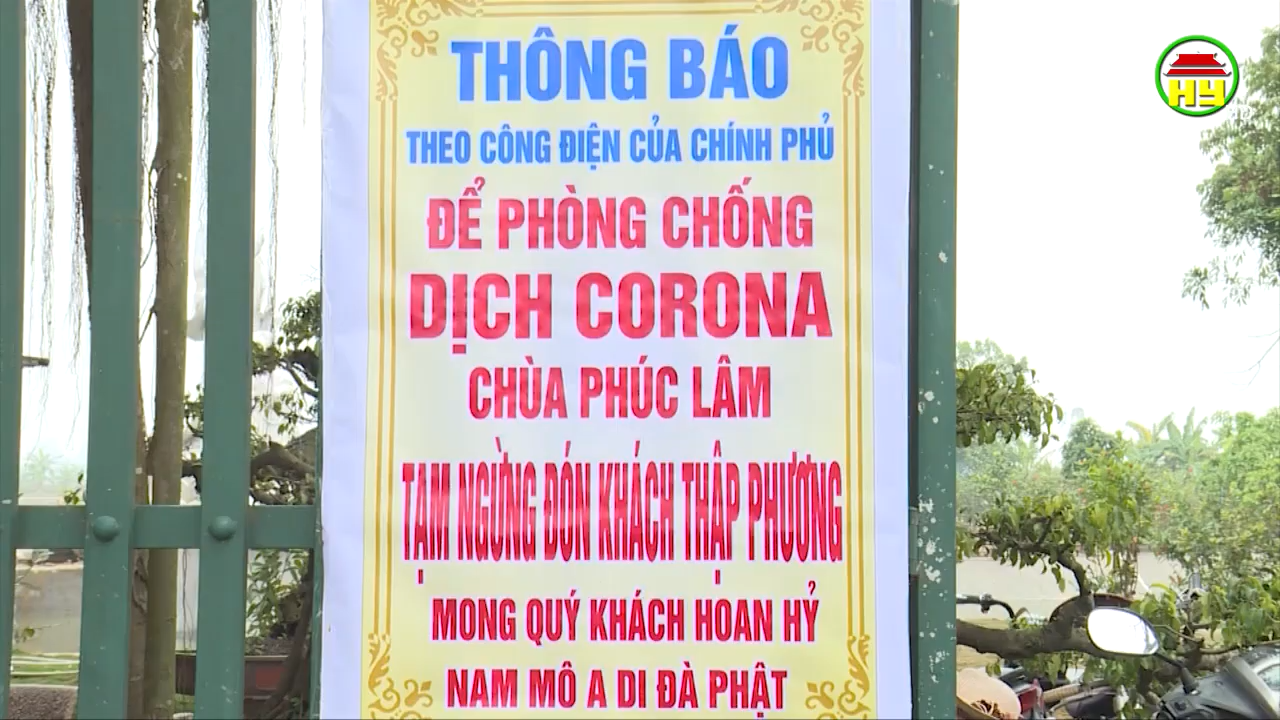 THÔNG BÁO
THEO CÔNG ĐIỆN CỦA CHÍNH PHỦ
ĐỂ PHÒNG CHỐNG
DỊCH CORONA
CHÙA PHÚC LÂM
TẠM NGỪNG ĐÓN KHÁCH THẬP PHƯƠNG
MONG QUÝ KHÁCH HOAN HỶ
NAM MÔ A DI ĐÀ PHẬT
HY